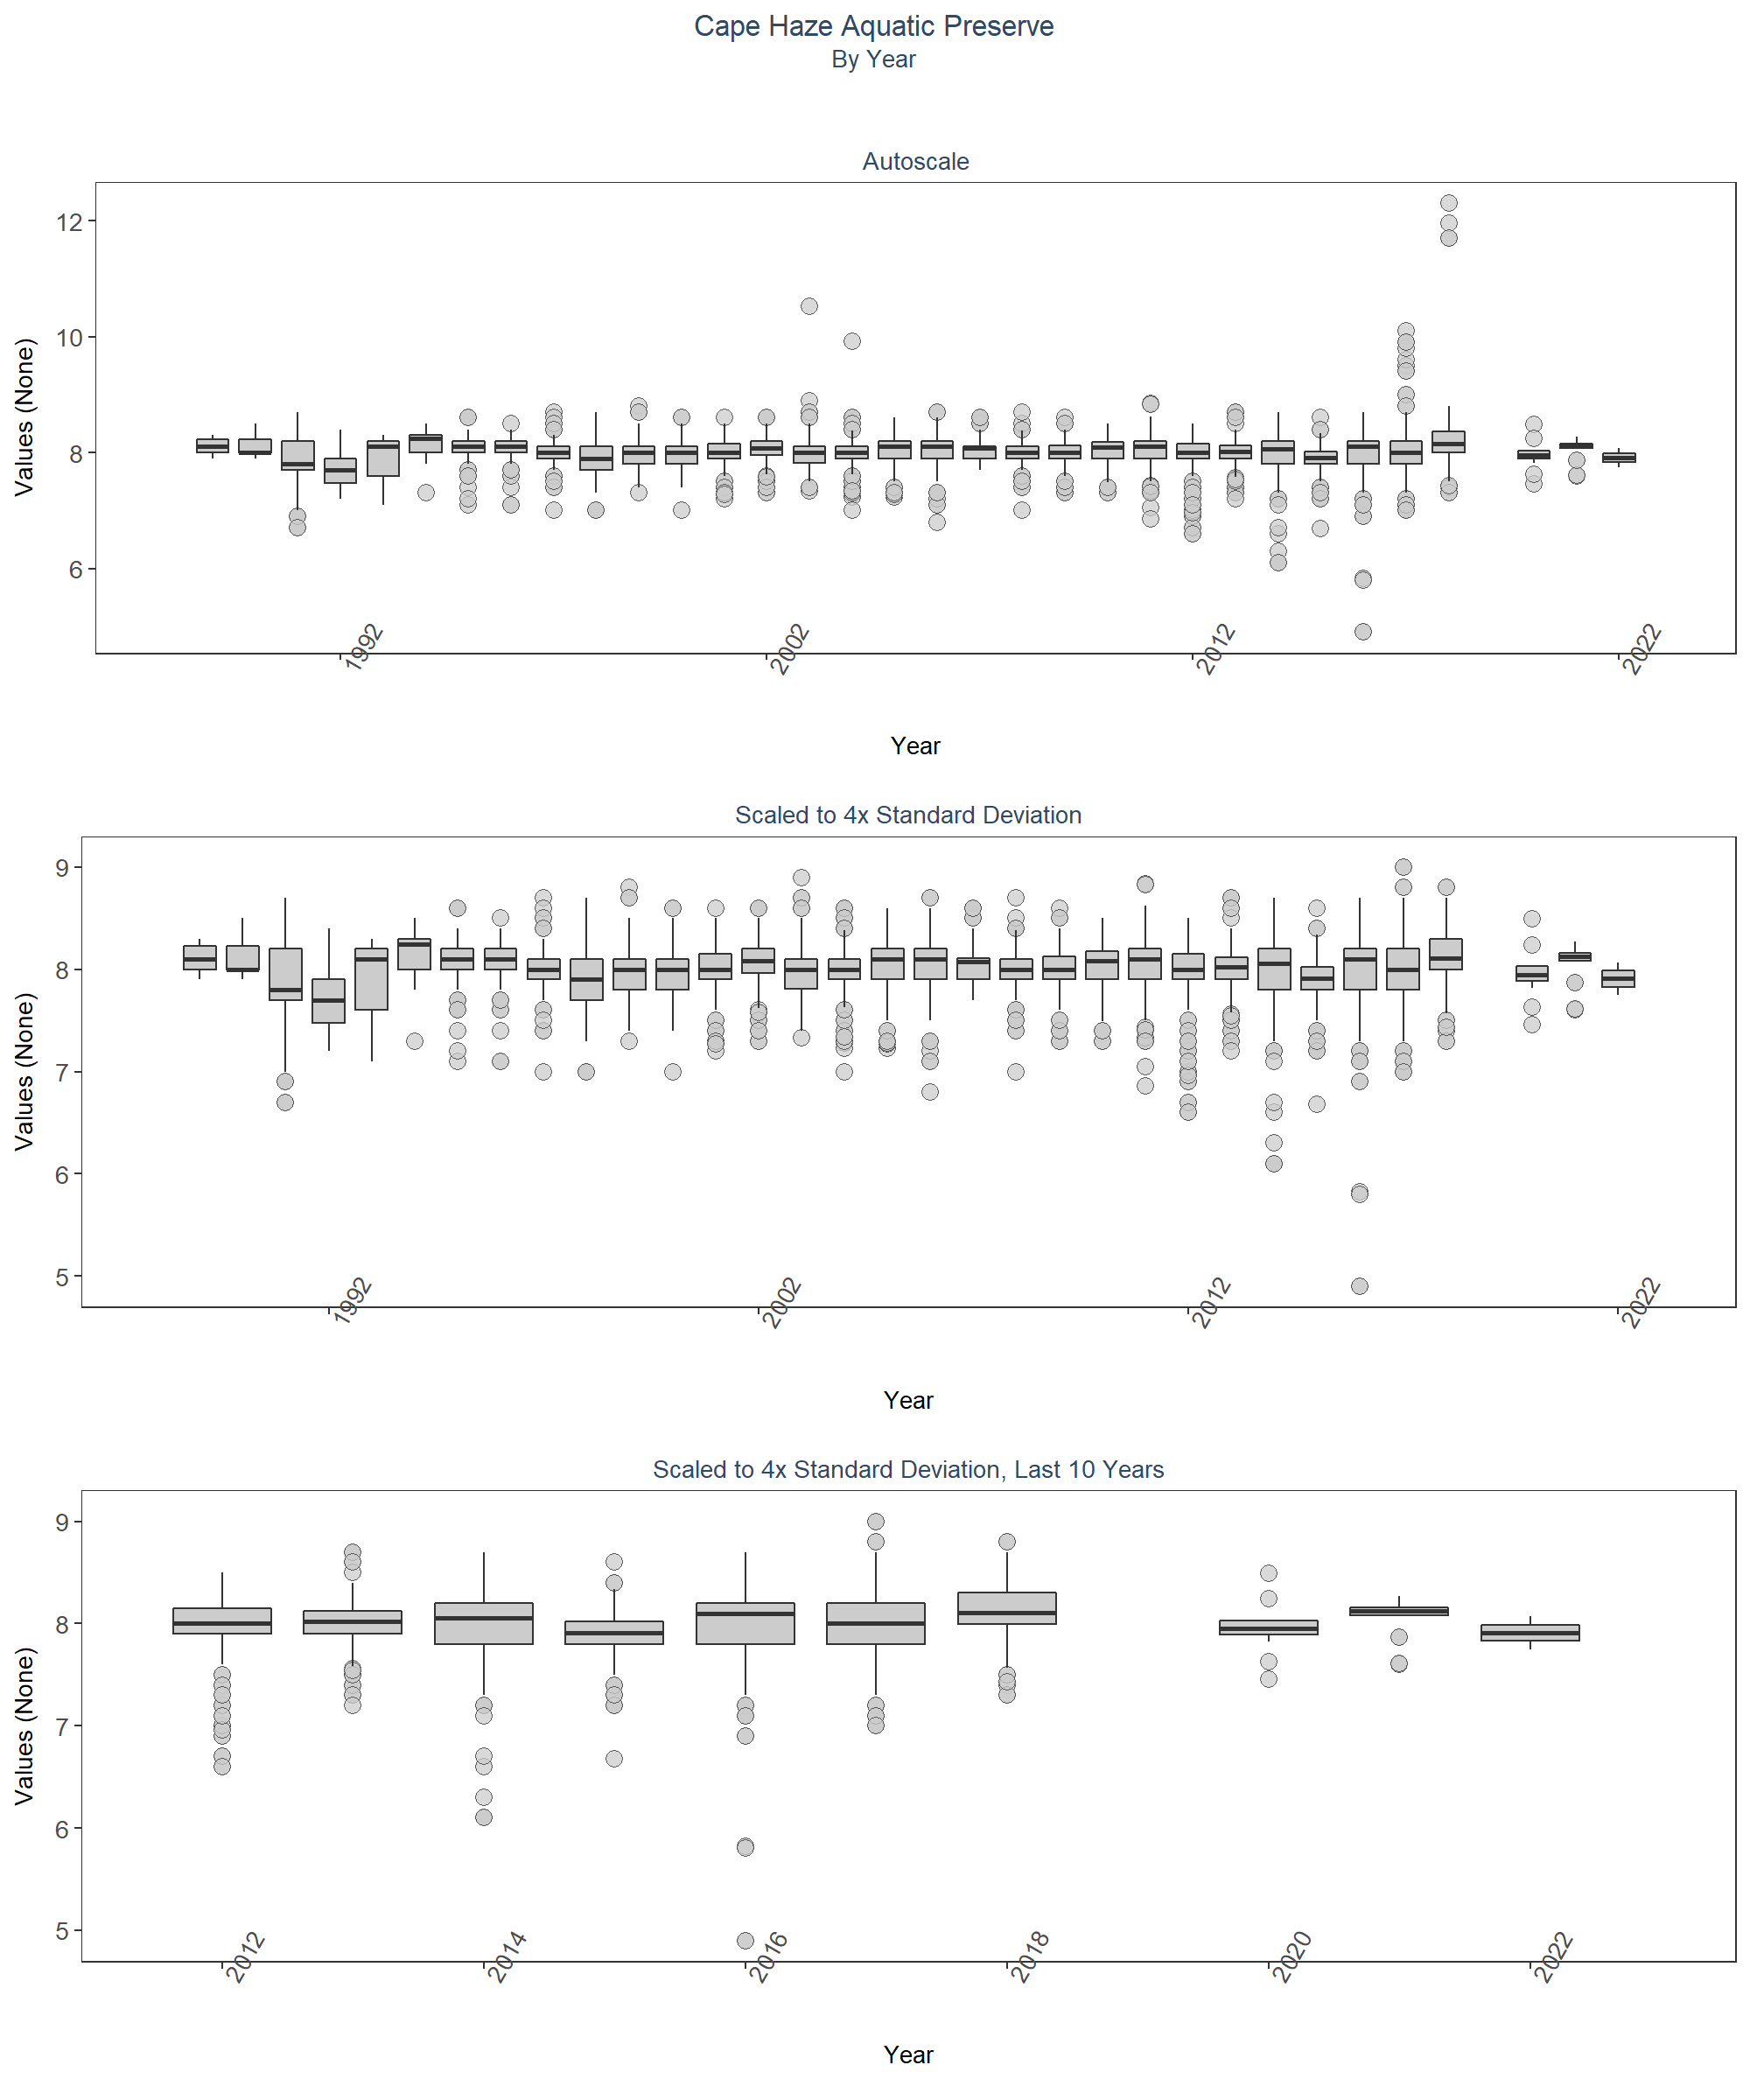 Cape Haze Aquatic Preserve
By Year
Autoscale
Values (None)
12
10
8
6
1992
2002
2012
2022
Year
Scaled to 4x Standard Deviation
Values (None)
9
8
7
6
5
1992
2002
2012
2022
Year
Scaled to 4x Standard Deviation, Last 10 Years
Values (None)
9
8
7
6
5
2012
2014
2016
2018
2020
2022
Year